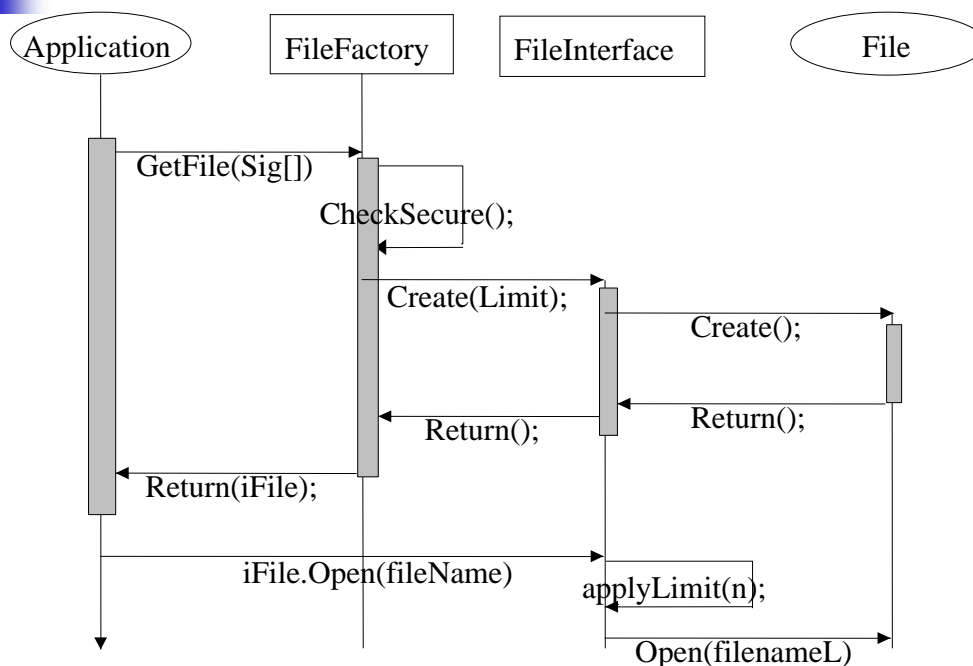 Application
FileFactory
FileInterface
File
GetFile(Sig[])
CheckSecure();
Create(Limit);
Create();
Return();
Return();
Return(iFile);
iFile.Open(fileName)
applyLimit(n);
Open(filenameL)